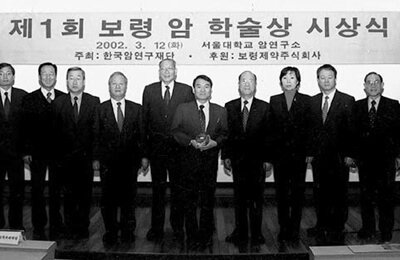 제1회 보령 암 학술상 시상식
2002. 3. 12(화) 서울대학교 암연구소
주최 : 한국암연구재단 · 후원 : 보령제약주식회사